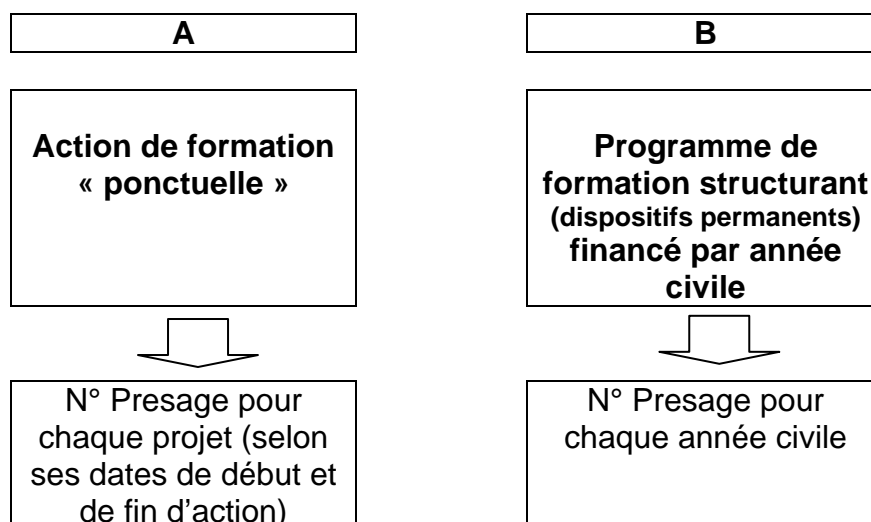 A
Action de formation
« ponctuelle »
N° Presage pour
chaque projet (selon
ses dates de début et
de fin d’action)
B
Programme de
formation structurant
(dispositifs permanents)
financé par année
civile
N° Presage pour
chaque année civile